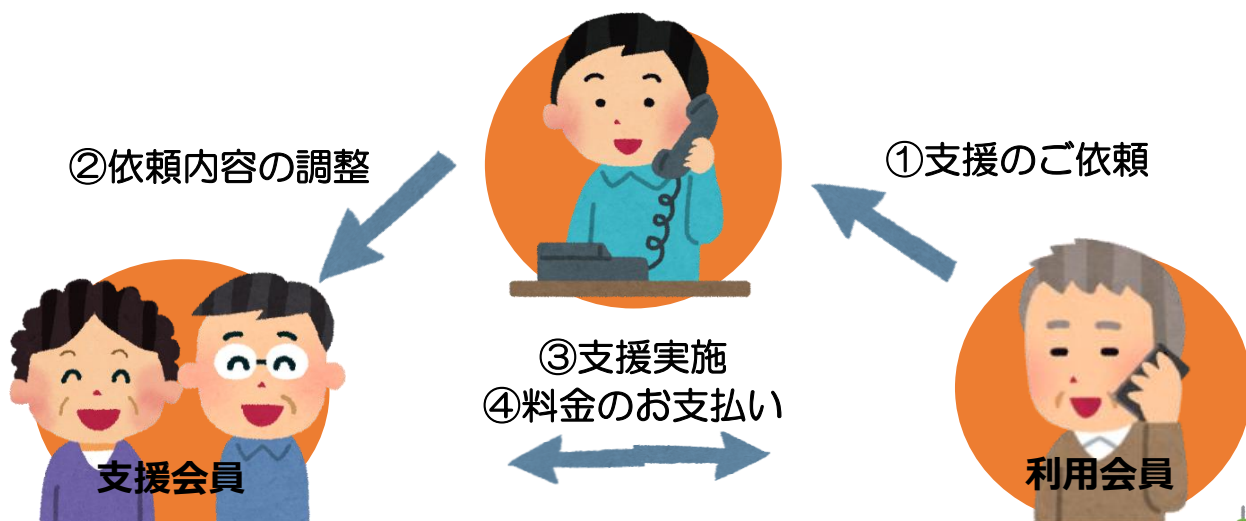 ①支援のご依頼
②依頼内容の調整
③支援実施
④料金のお支払い
支援会員
利用会員